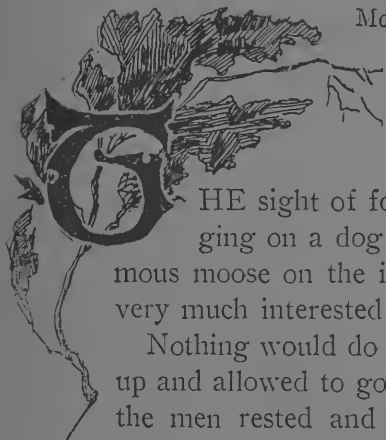 Mo
THE sight of fo
ging on a dog
mous moose on the i
very much interested
Nothing would do
up and allowed to go
the men rested and